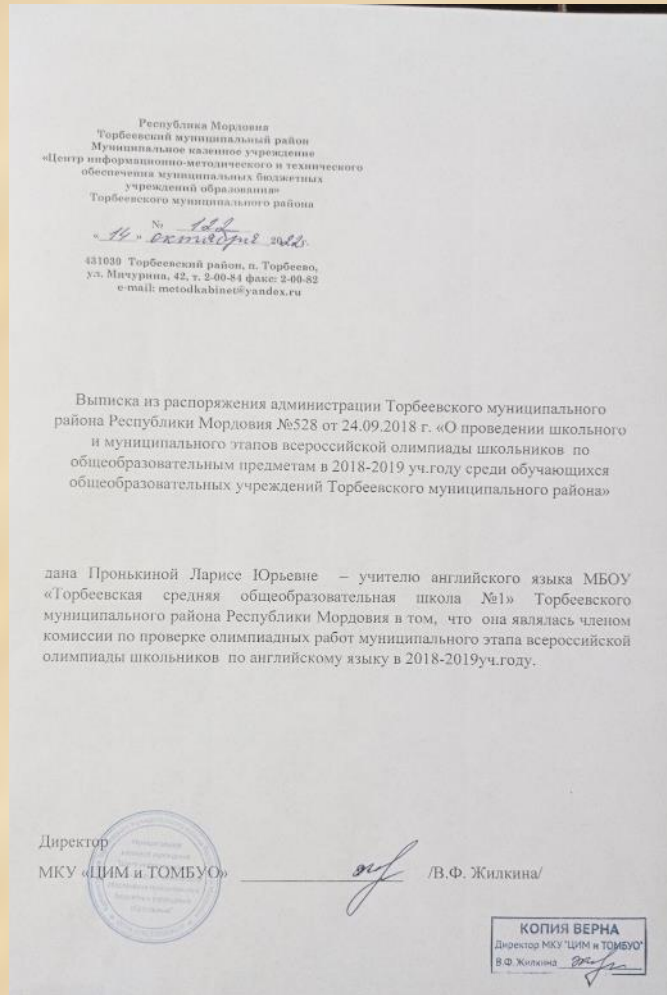 Республика Мордовия
Торбеевский муниципальный район
Муниципальное казенное учреждение
«Центр информационно-методического и технического
обеспечения муниципальных бюджетных
учреждений образования»
Торбеевского муниципального района
№ 122
« 14 » октября 2022г.
431030 Торбеевский район, п. Торбеево,
ул. Мичурина, 42, т. 2-00-84 факс: 2-00-82
e-mail: metodkabinet@yandex.ru
Выписка из распоряжения администрации Торбеевского муниципального
района Республики Мордовия №528 от 24.09.2018 г. «О проведении школьного
и муниципального этапов всероссийской олимпиады школьников по
общеобразовательным предметам в 2018-2019 уч.году среди обучающихся
общеобразовательных учреждений Торбеевского муниципального района»
дана Пронькиной Ларисе Юрьевне – учителю английского языка МБОУ
«Торбеевская средняя общеобразовательная школа №1» Торбеевского
муниципального района Республики Мордовия в том, что она являлась членом
комиссии по проверке олимпиадных работ муниципального этапа всероссийской
олимпиады школьников по английскому языку в 2018-2019уч.году.
Директор
МКУ «ЦИМ и ТОМБУО» /В.Ф. Жилкина/
КОПИЯ ВЕРНА
Директор МКУ "ЦИМ и ТОМБУО"
В.Ф. Жилкина